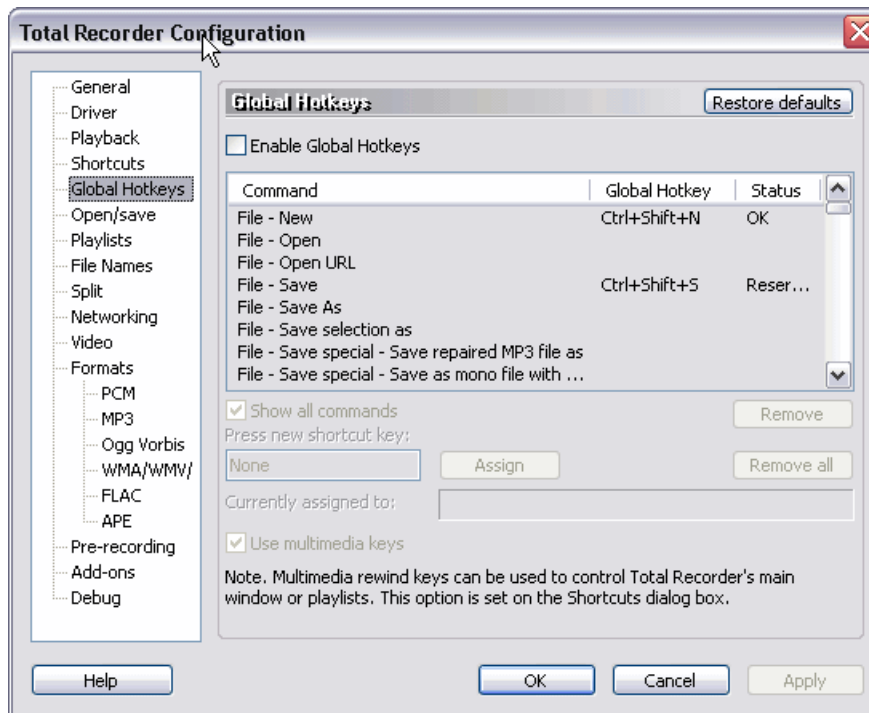 Total Recorder Configuration
General
Driver
Playback
Shortcuts
Global Hotkeys
Open/save
Playlists
File Names
Split
Networking
Video
Formats
PCM
MP3
Ogg Vorbis
WMA/WMV/
FLAC
APE
Pre-recording
Add-ons
Debug
Global Hotkeys
Restore defaults
Enable Global Hotkeys
Command Global Hotkey Status
File - New Ctrl+Shift+N OK
File - Open
File - Open URL
File - Save Ctrl+Shift+S Reser...
File - Save As
File - Save selection as
File - Save special - Save repaired MP3 file as
File - Save special - Save as mono file with ...
Show all commands
Remove
Press new shortcut key:
None
Assign
Remove all
Currently assigned to:
Use multimedia keys
Note. Multimedia rewind keys can be used to control Total Recorder's main
window or playlists. This option is set on the Shortcuts dialog box.
Help
OK
Cancel
Apply